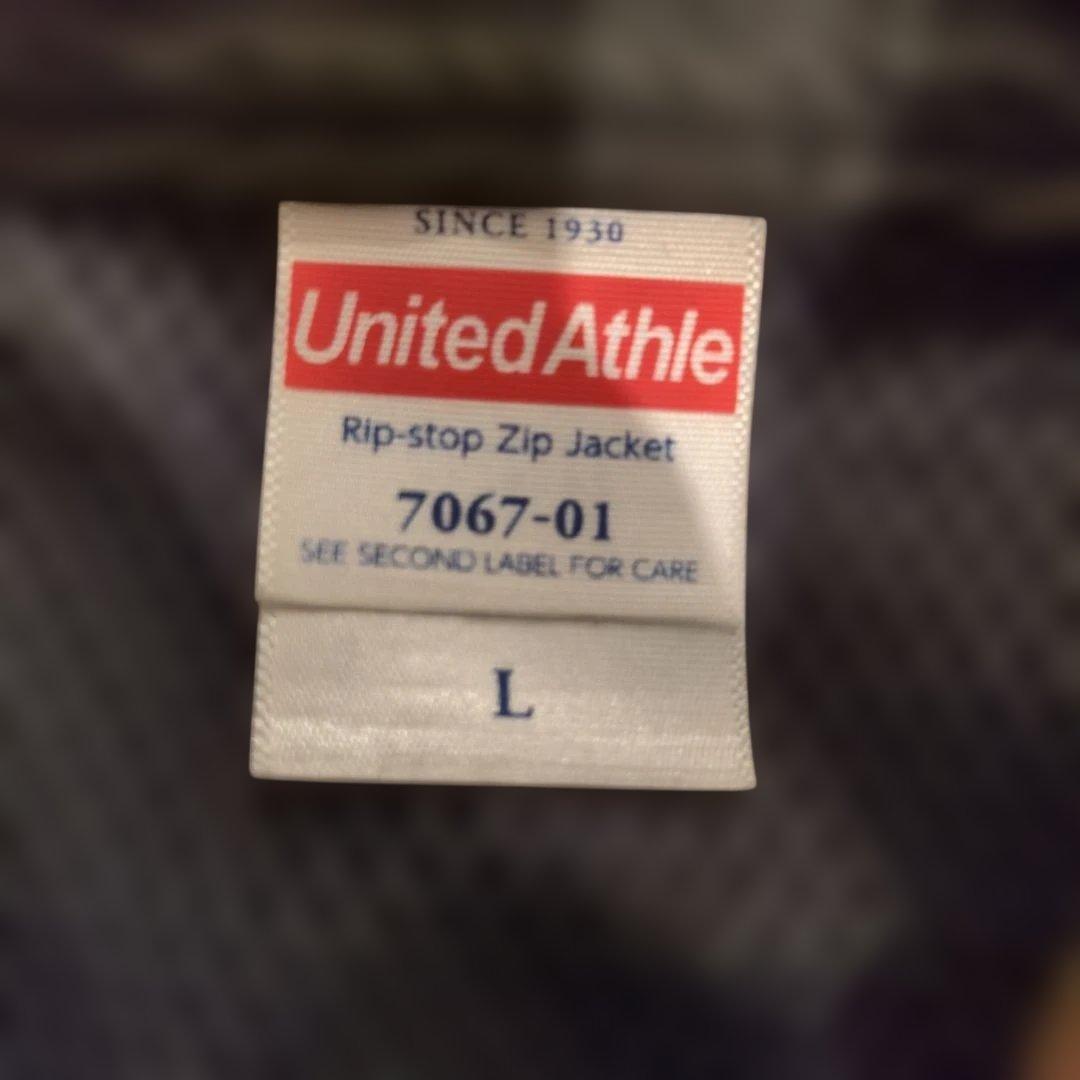 SINCE 1930
United Athle
Rip-stop Zip Jacket
7067-01
SEE SECOND LABEL FOR CARE
L